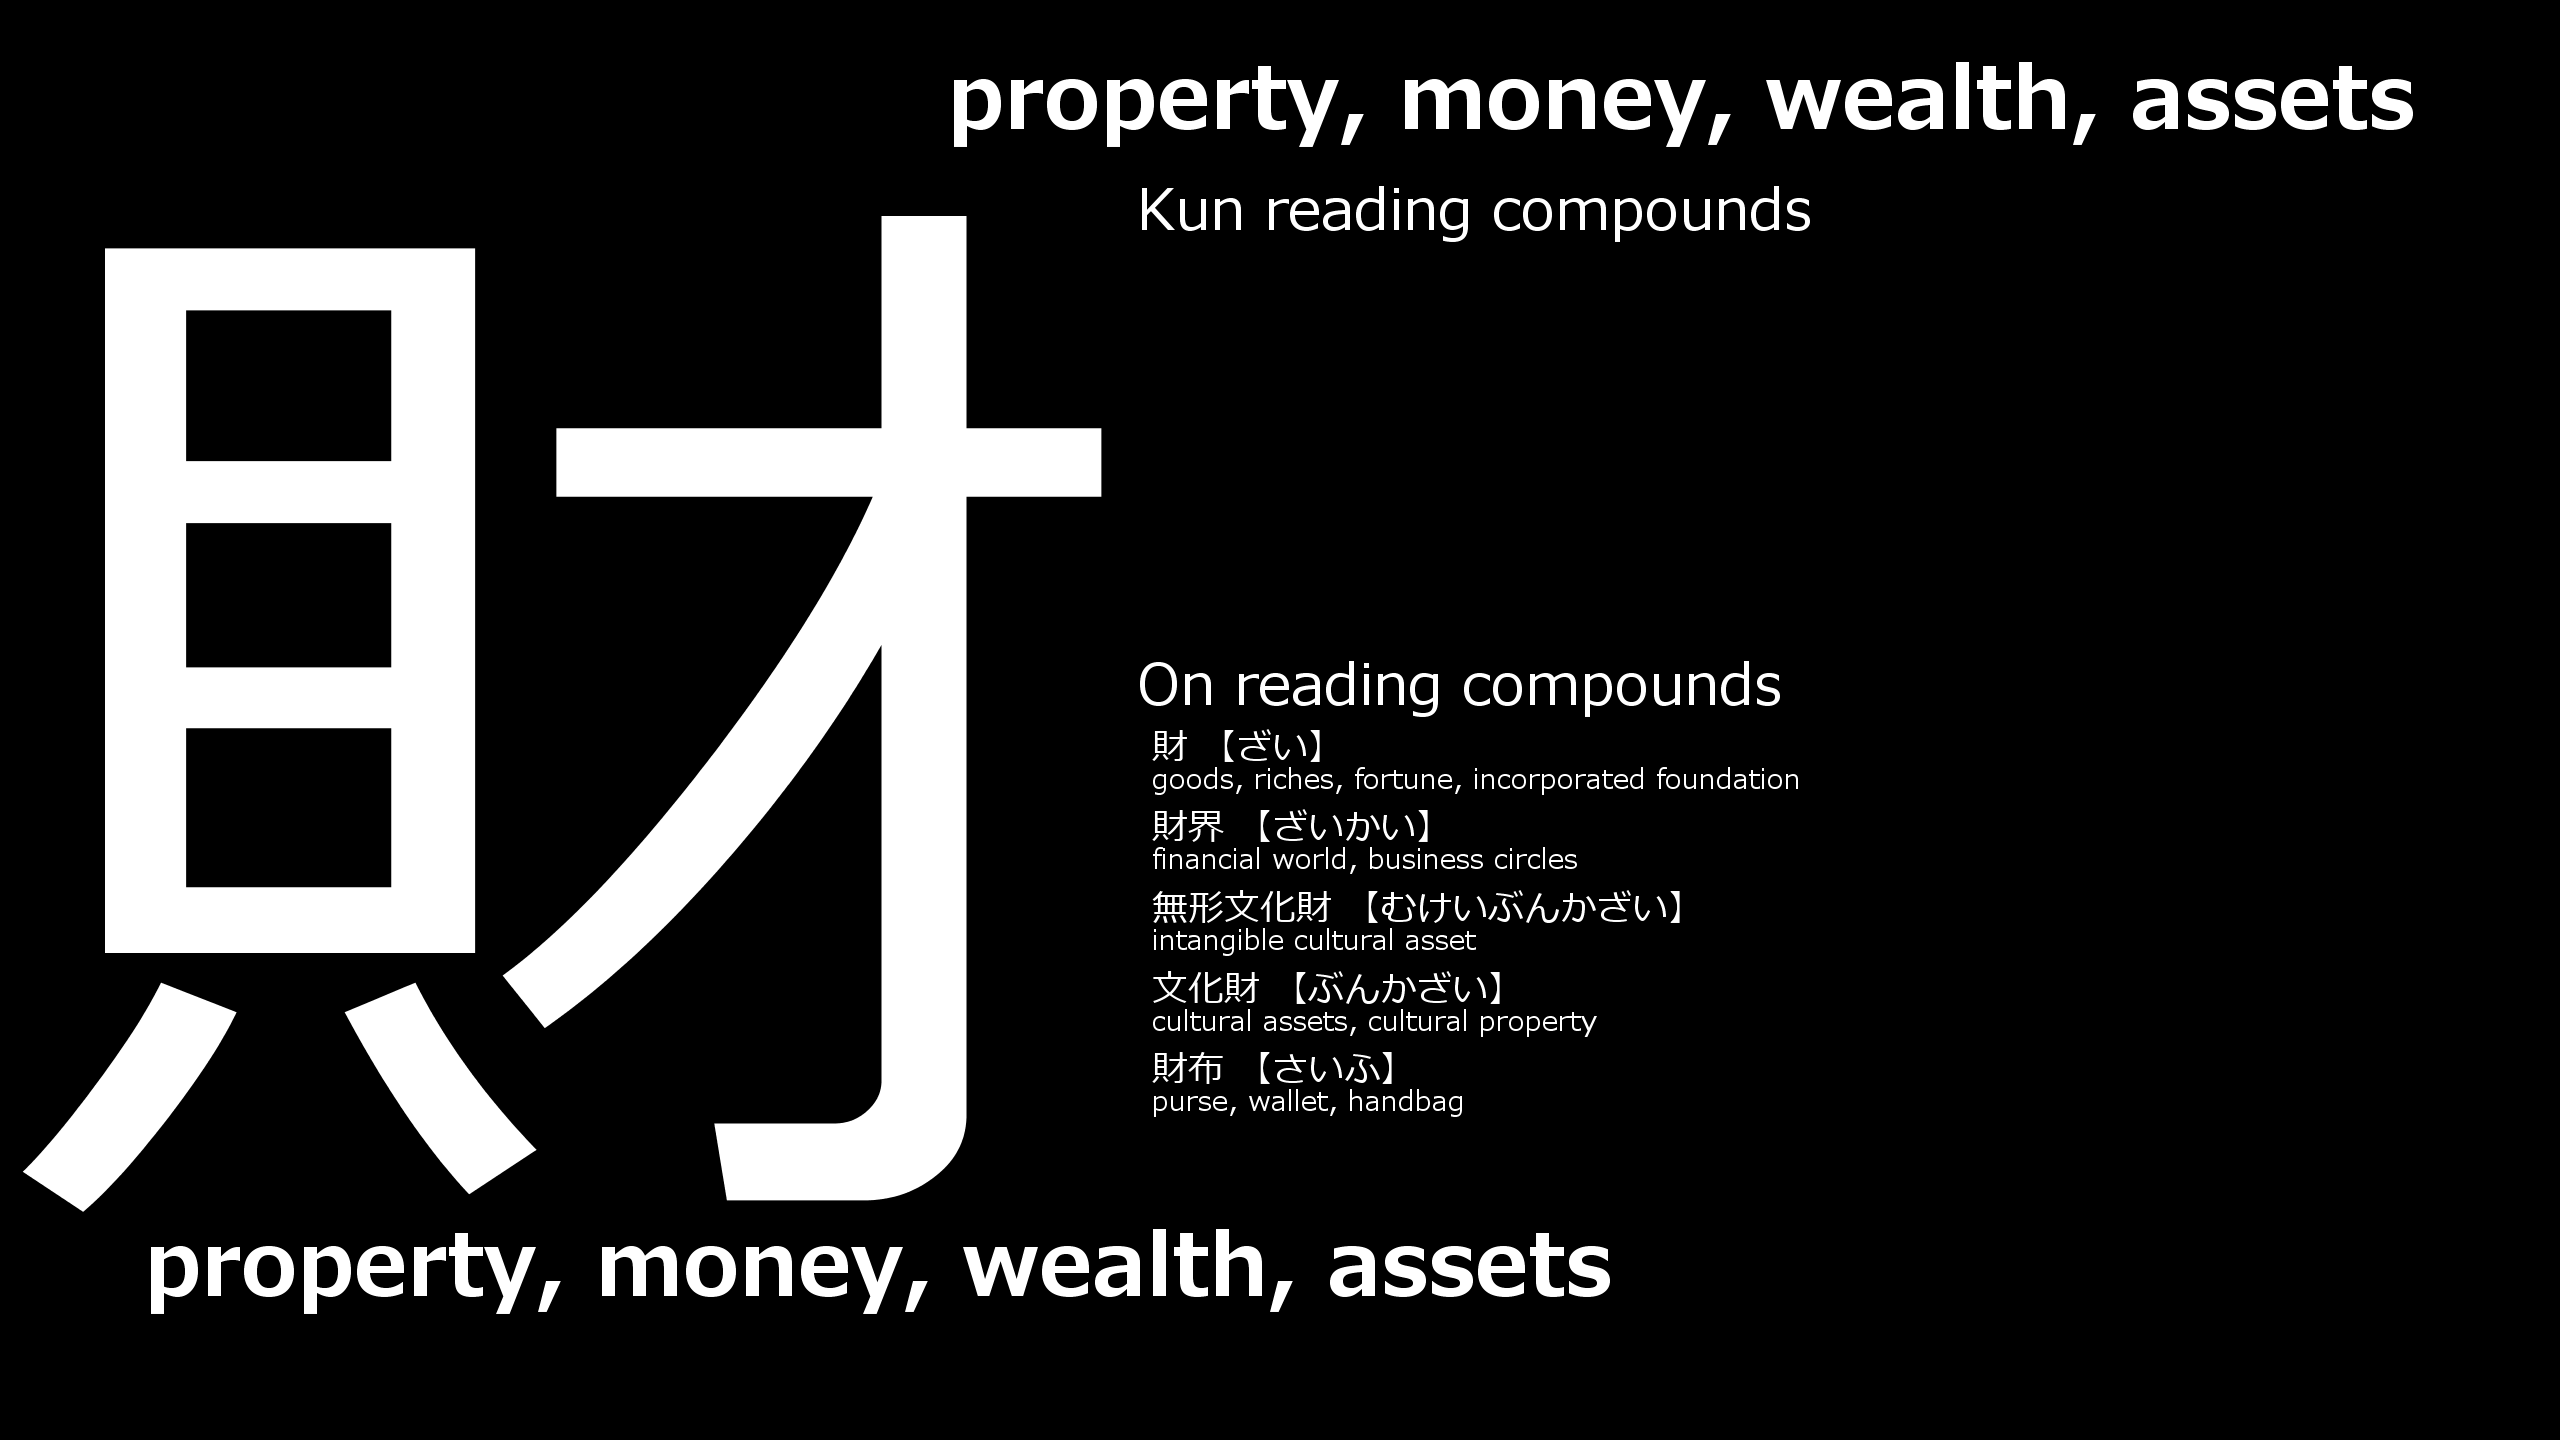 property, money, wealth, assets
Kun reading compounds
財
On reading compounds
財 【ざい】
goods, riches, fortune, incorporated foundation
財界 【ざいかい】
financial world, business circles
無形文化財 【むけいぶんかざい】
intangible cultural asset
文化財 【ぶんかざい】
cultural assets, cultural property
財布 【さいふ】
purse, wallet, handbag
property, money, wealth, assets